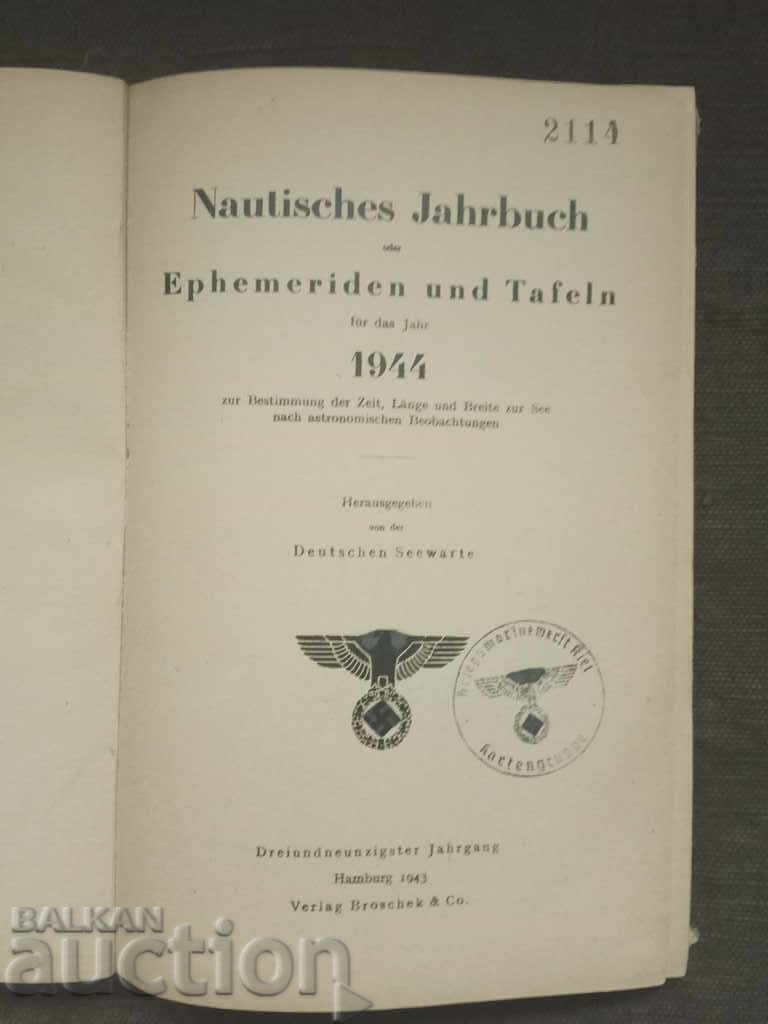 2114
Nautisches Jahrbuch
oder
Ephemeriden und Tafeln
für das Jahr
1944
zur Bestimmung der Zeit, Länge und Breite zur See
nach astronomischen Beobachtungen
Herausgegeben
von der
Deutschen Seewarte
Kriegsmarinewerft Kiel
Kartengruppe
Dreiundneunzigster Jahrgang
Hamburg 1943
Verlag Broschek & Co.
BALKAN
auction